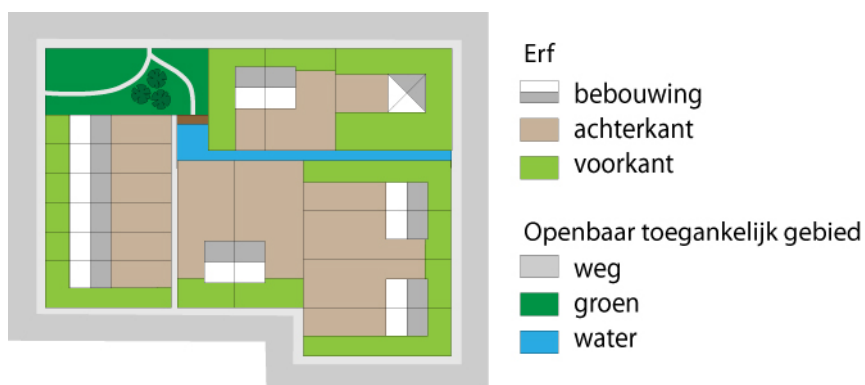 Erf
bebouwing
achterkant
voorkant
Openbaar toegankelijk gebied
weg
groen
water